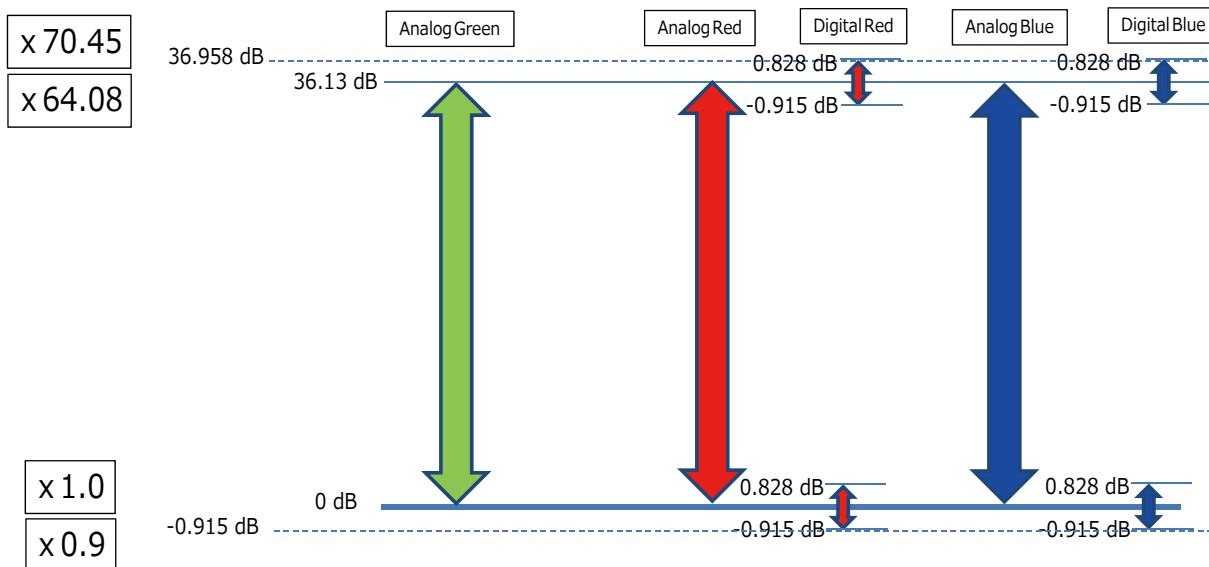 Analog Green
Analog Red
Digital Red
Analog Blue
Digital Blue
x 70.45
36.958 dB
0.828 dB
0.828 dB
x 64.08
36.13 dB
-0.915 dB
-0.915 dB
x 1.0
0 dB
0.828 dB
0.828 dB
x 0.9
-0.915 dB
-0.915 dB
-0.915 dB